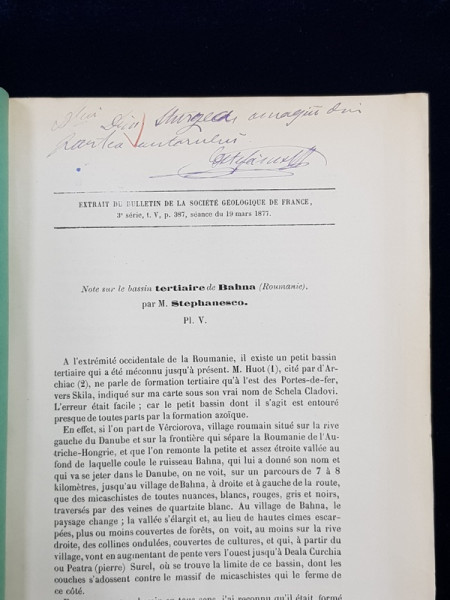 Dlui
omagiu din
partea autorului
EXTRAIT DU BULLETIN DE LA SOCIÉTÉ GÉOLOGIQUE DE FRANCE,
3e série, t. V, p. 387, séance du 19 mars 1877.
Note sur le bassin tertiaire de Bahna (Roumanie),
par M. Stephanesco.
Pl. V.
A l'extrémité occidentale de la Roumanie, il existe un petit bassin
tertiaire qui a été méconnu jusqu'à présent. M. Huot (1), cité par d'Ar-
chiac (2), ne parle de formation tertiaire qu'à l'est des Portes-de-fer,
vers Skila, indiqué sur ma carte sous son vrai nom de Schela Cladovi.
L'erreur était facile ; car le petit bassin dont il s'agit est entouré
presque de toutes parts par la formation azoïque.
En effet, si l'on part de Vérciorova, village roumain situé sur la rive
gauche du Danube et sur la frontière qui sépare la Roumanie de l'Au-
triche-Hongrie, et que l'on remonte la petite et assez étroite vallée au
fond de laquelle coule le ruisseau Bahna, qui lui a donné son nom et
qui va se jeter dans le Danube, on ne voit, sur un parcours de 7 à 8
kilomètres, jusqu'au village de Bahna, à droite et à gauche de la route,
que des micaschistes de toutes nuances, blancs, rouges, gris et noirs,
traversés par des veines de quartzite blanc. Au village de Bahna, le
paysage change ; la vallée s'élargit et, au lieu de hautes cîmes escar-
pées, plus ou moins couvertes de forêts, on voit, au moins sur la rive
droite, des collines ondulées, couvertes de cultures, et qui, à partir du
village, vont en augmentant de pente vers l'ouest jusqu'à Deala Curchia
ou Peatra (pierre) Surel, où se trouve la limite de ce bassin, dont les
couches s'adossent contre le massif de micaschistes qui le ferme de
ce côté.